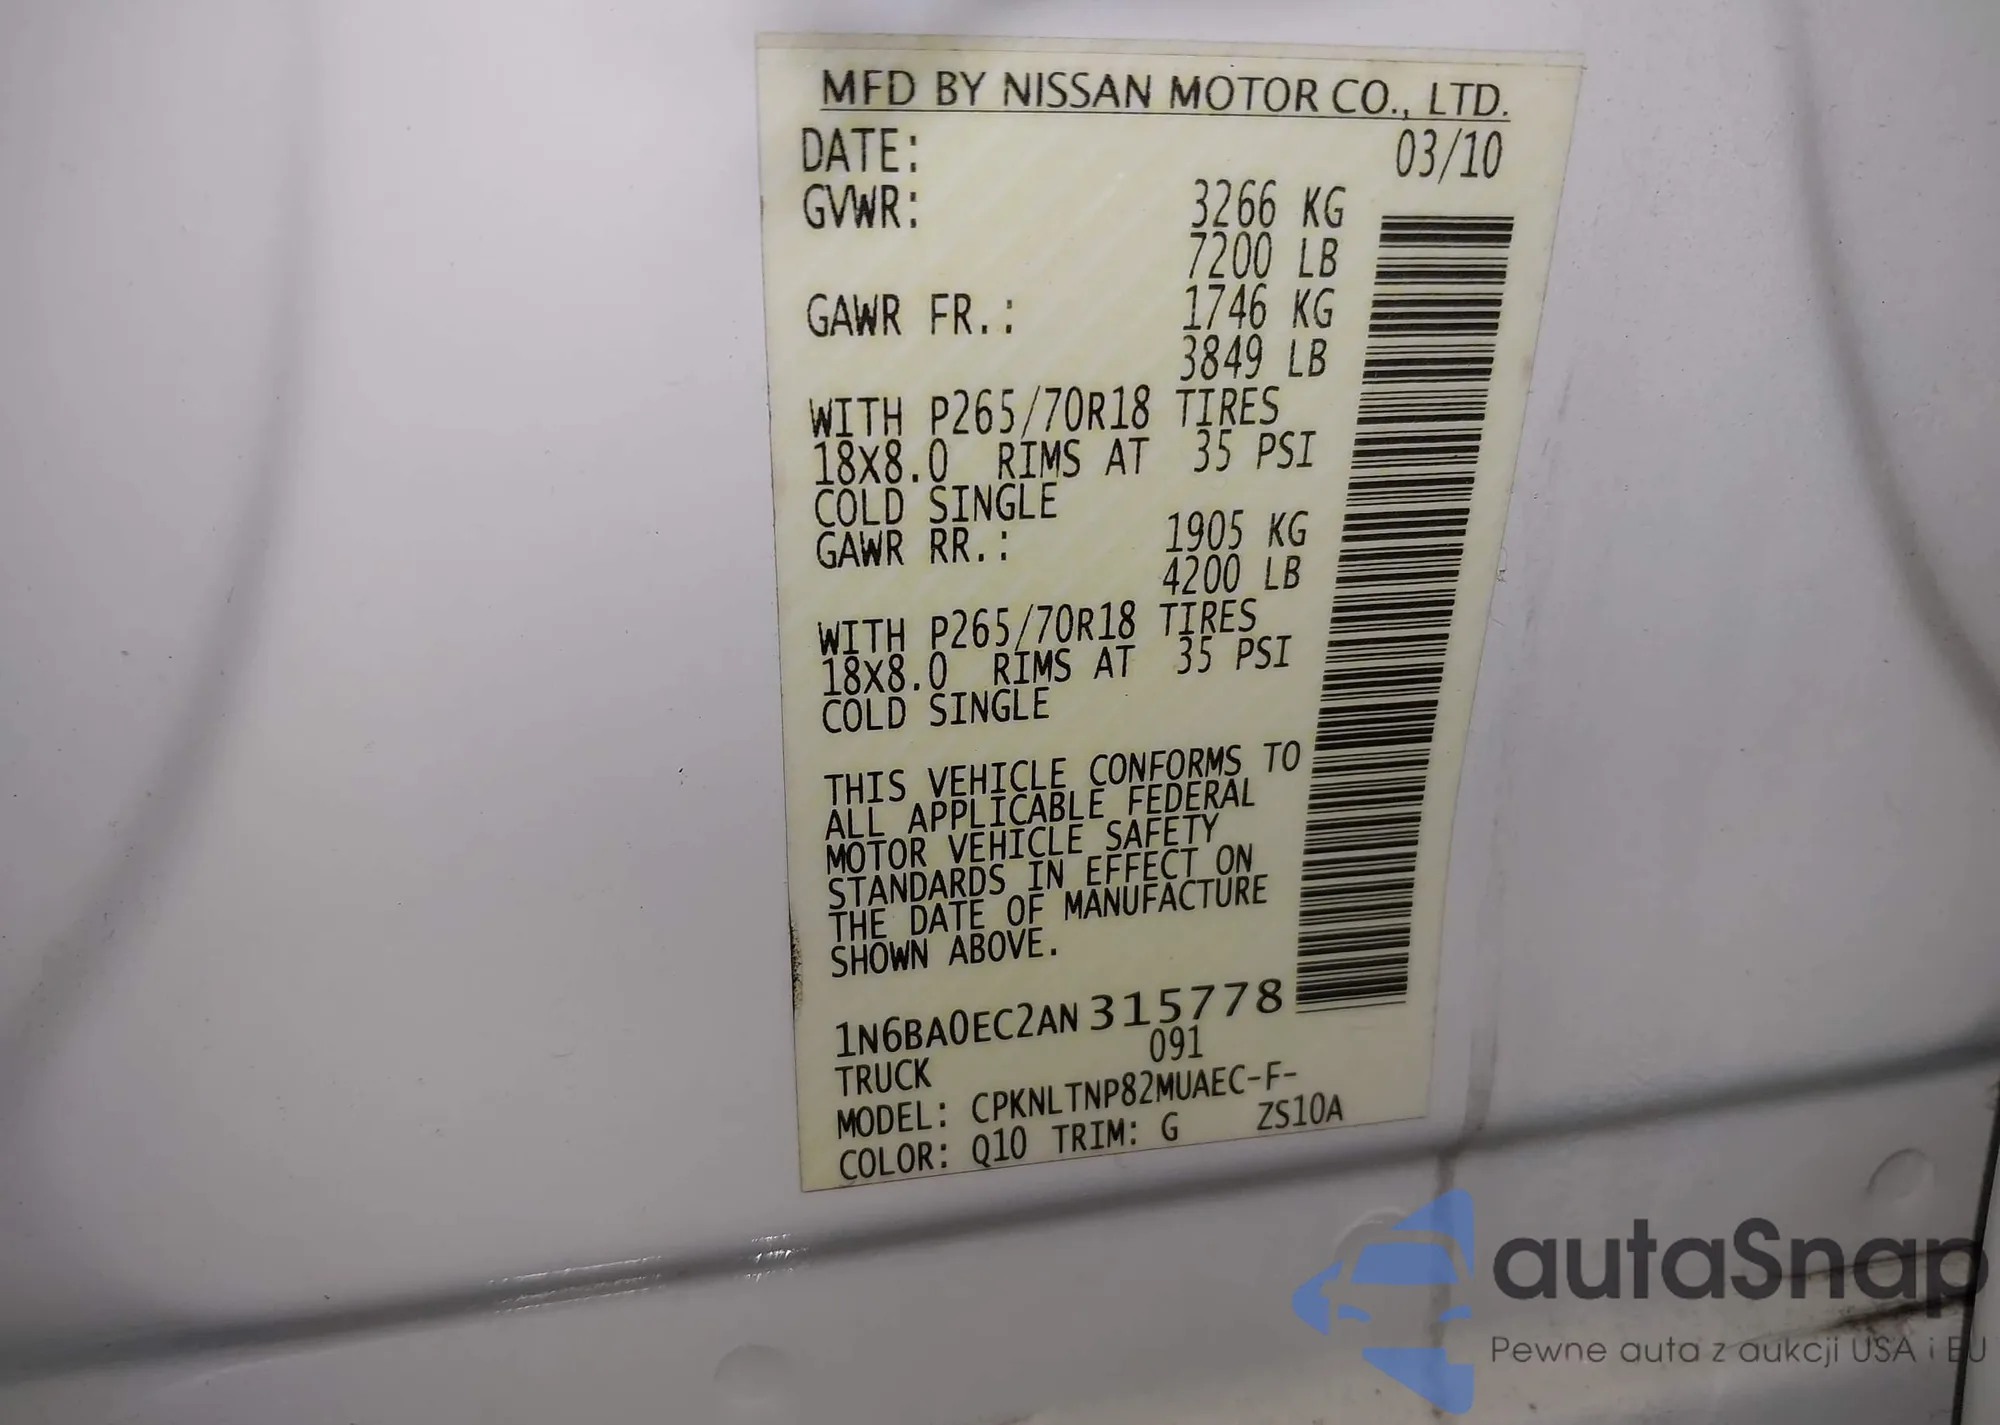 MFD BY NISSAN MOTOR CO., LTD.
DATE: 03/10
GVWR: 3266 KG
7200 LB
GAWR FR.: 1746 KG
3849 LB
WITH P265/70R18 TIRES
18X8.0 RIMS AT 35 PSI
COLD SINGLE
GAWR RR.: 1905 KG
4200 LB
WITH P265/70R18 TIRES
18X8.0 RIMS AT 35 PSI
COLD SINGLE
THIS VEHICLE CONFORMS TO
ALL APPLICABLE FEDERAL
MOTOR VEHICLE SAFETY
STANDARDS IN EFFECT ON
THE DATE OF MANUFACTURE
SHOWN ABOVE.
1N6BA0EC2AN315778
TRUCK 091
MODEL: CPKNLTNP82MUAEC-F-
COLOR: Q10 TRIM: G ZS10A
autaSnap
Pewne auta z aukcji USA i EU